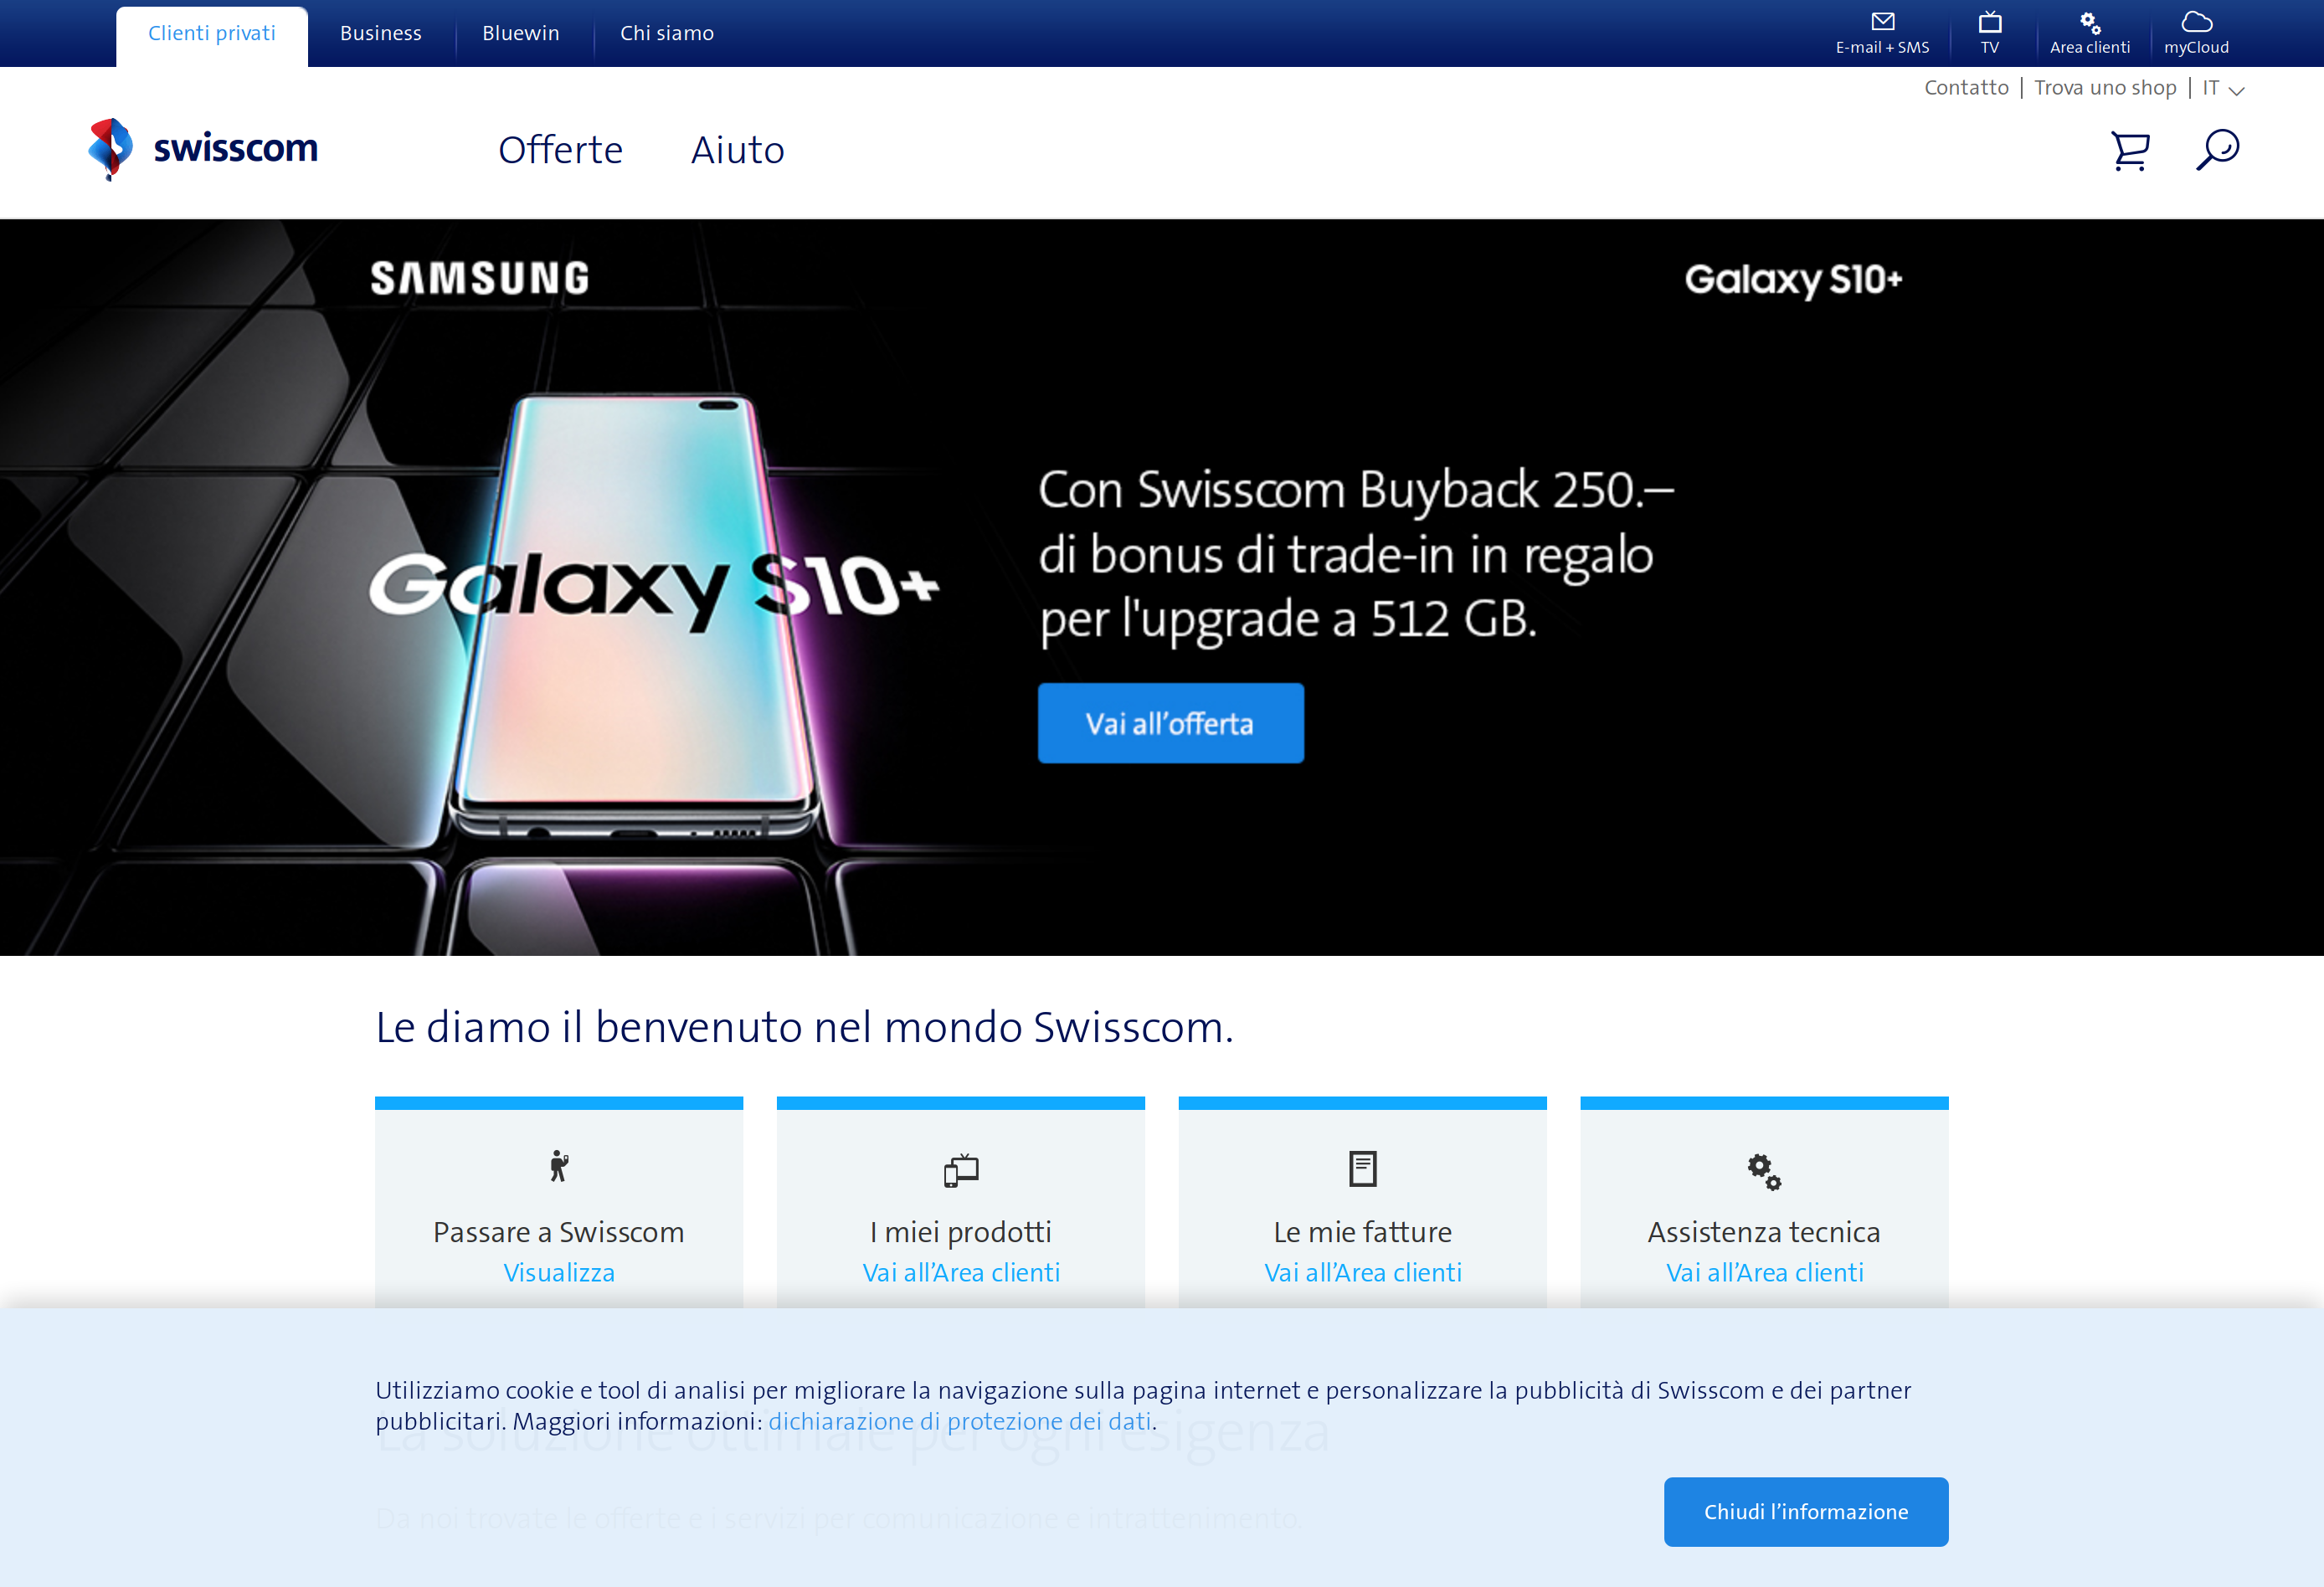 Clienti privati
Business
Bluewin
Chi siamo
E-mail + SMS
TV
Area clienti
myCloud
Contatto
Trova uno shop
IT
swisscom
Offerte
Aiuto
SAMSUNG
Galaxy S10+
Galaxy S10+
Con Swisscom Buyback 250.–
di bonus di trade-in in regalo
per l'upgrade a 512 GB.
Vai all’offerta
Le diamo il benvenuto nel mondo Swisscom.
Passare a Swisscom
Visualizza
I miei prodotti
Vai all’Area clienti
Le mie fatture
Vai all’Area clienti
Assistenza tecnica
Vai all’Area clienti
Utilizziamo cookie e tool di analisi per migliorare la navigazione sulla pagina internet e personalizzare la pubblicità di Swisscom e dei partner
pubblicitari. Maggiori informazioni: dichiarazione di protezione dei dati.
La soluzione ottimale per ogni esigenza
Da noi trovate le offerte e i servizi per comunicazione e intrattenimento.
Chiudi l’informazione